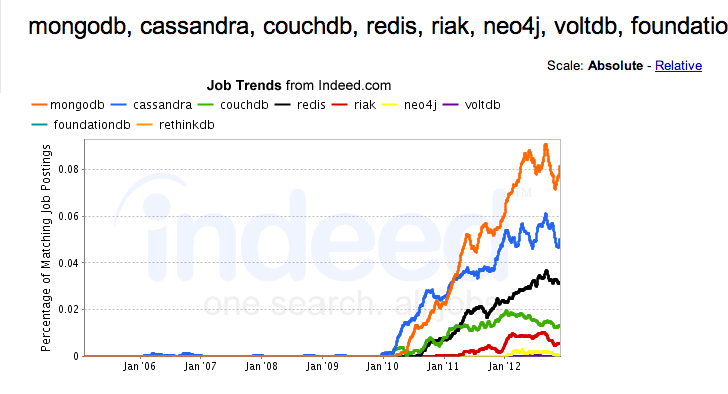 mongodb, cassandra, couchdb, redis, riak, neo4j, voltdb, foundatio
Scale: Absolute - Relative
Job Trends from Indeed.com
mongodb cassandra couchdb redis riak neo4j voltdb
foundationdb rethinkdb
Percentage of Matching Job Postings
0.08
0.06
0.04
0.02
0
indeed
TM
one search. all jobs
Jan'06 Jan'07 Jan'08 Jan'09 Jan'10 Jan'11 Jan'12